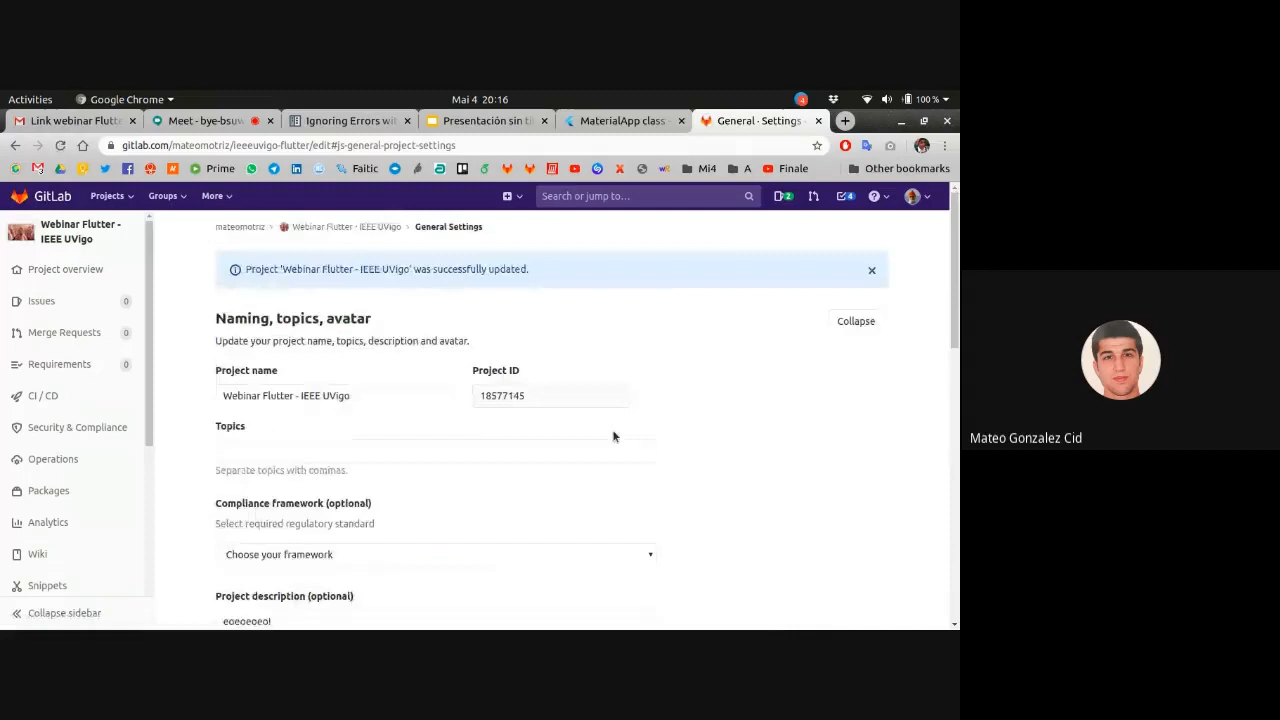 Activities
Google Chrome
Mai 4 20:16
4
100 %
Link webinar Flutte
Meet - bye-bsuw
Ignoring Errors wit
Presentación sin tí
MaterialApp class
General · Settings ·
gitlab.com/mateomotriz/ieeeuvigo-flutter/edit#js-general-project-settings
Prime
Faitic
Mi4
A
Finale
Other bookmarks
GitLab
Projects
Groups
More
Search or jump to...
2
4
Webinar Flutter - IEEE UVigo
Project overview
Issues
0
Merge Requests
0
Requirements
0
CI / CD
Security & Compliance
Operations
Packages
Analytics
Wiki
Snippets
Collapse sidebar
mateomotriz > Webinar Flutter - IEEE UVigo > General Settings
Project 'Webinar Flutter - IEEE UVigo' was successfully updated.
Naming, topics, avatar
Collapse
Update your project name, topics, description and avatar.
Project name
Project ID
Webinar Flutter - IEEE UVigo
18577145
Topics
Separate topics with commas.
Compliance framework (optional)
Select required regulatory standard
Choose your framework
Project description (optional)
eoeoeoeo!
Mateo Gonzalez Cid